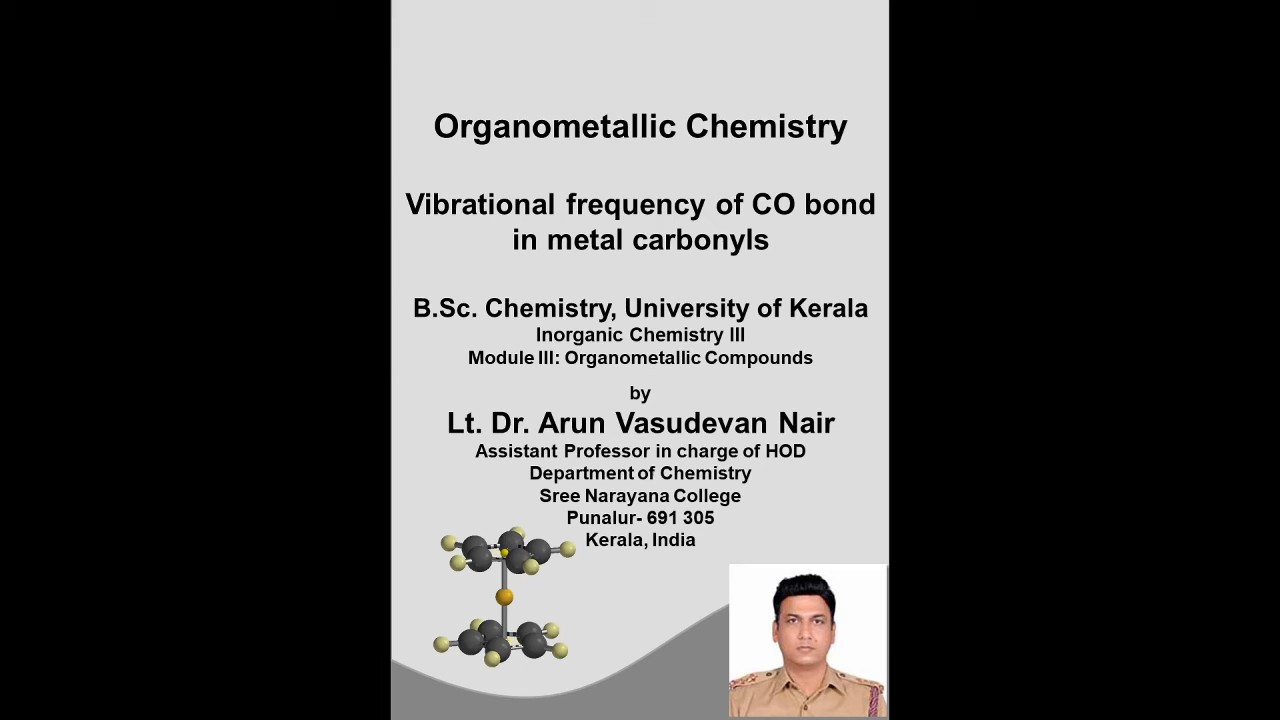 Organometallic Chemistry
Vibrational frequency of CO bond
in metal carbonyls
B.Sc. Chemistry, University of Kerala
Inorganic Chemistry III
Module III: Organometallic Compounds
by
Lt. Dr. Arun Vasudevan Nair
Assistant Professor in charge of HOD
Department of Chemistry
Sree Narayana College
Punalur- 691 305
Kerala, India